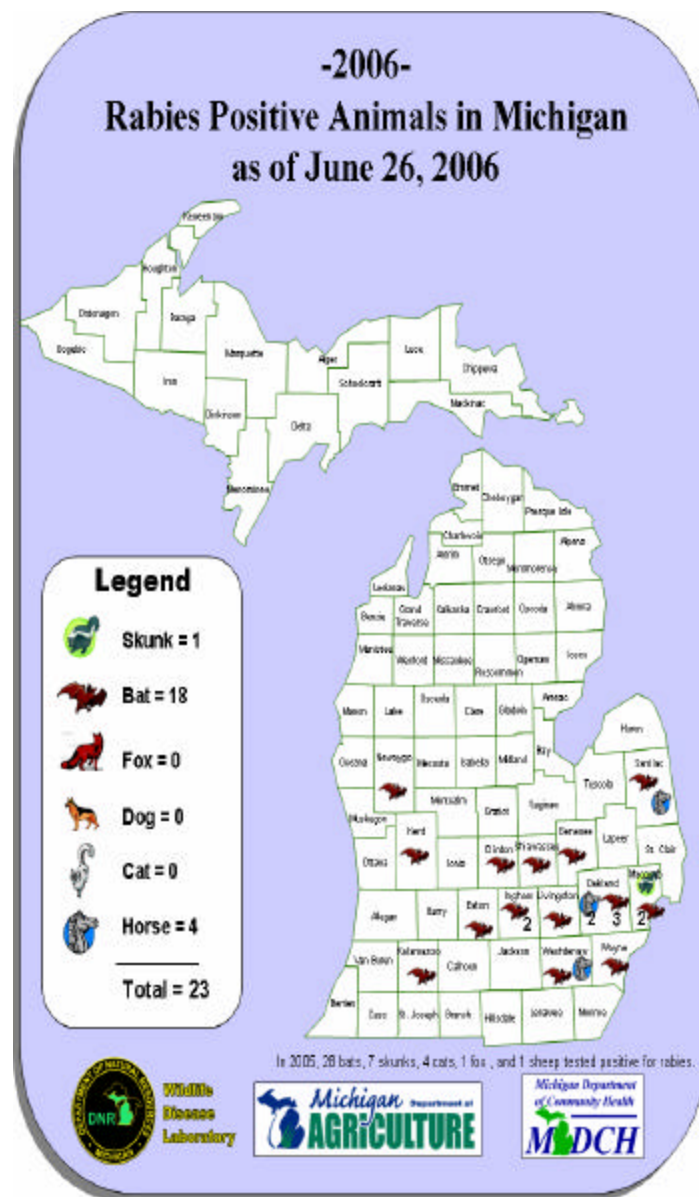 -2006-
Rabies Positive Animals in Michigan
as of June 26, 2006
Keweenaw
Houghton
Ontonagon
Baraga
Gogebic
Marquette
Luce
Alger
Chippewa
Iron
Schoolcraft
Mackinac
Dickinson
Delta
Menominee
Emmet
Cheboygan
Presque Isle
Charlevoix
Alpena
Antrim
Otsego
Montmorency
Leelanau
Benzie
Grand
Traverse
Kalkaska
Crawford
Oscoda
Alcona
Manistee
Wexford
Missaukee
Roscommon
Ogemaw
Iosco
Mason
Lake
Osceola
Clare
Gladwin
Arenac
Huron
Oceana
Newaygo
Mecosta
Isabella
Midland
Bay
Sanilac
Tuscola
Muskegon
Montcalm
Gratiot
Saginaw
Kent
Genesee
Lapeer
Ottawa
Ionia
Clinton
Shiawassee
St. Clair
Macomb
Oakland
Allegan
Barry
Eaton
Ingham
2
Livingston
2
3
2
Van Buren
Kalamazoo
Calhoun
Jackson
Washtenaw
Wayne
Berrien
Cass
St. Joseph
Branch
Hillsdale
Lenawee
Monroe
Legend
Skunk = 1
Bat = 18
Fox = 0
Dog = 0
Cat = 0
Horse = 4
Total = 23
In 2005, 28 bats, 7 skunks, 4 cats, 1 fox , and 1 sheep tested positive for rabies.
DEPARTMENT OF NATURAL RESOURCES
DNR
MICHIGAN
Wildlife
Disease
Laboratory
Michigan Department of
AGRICULTURE
Michigan Department
of Community Health
MDCH